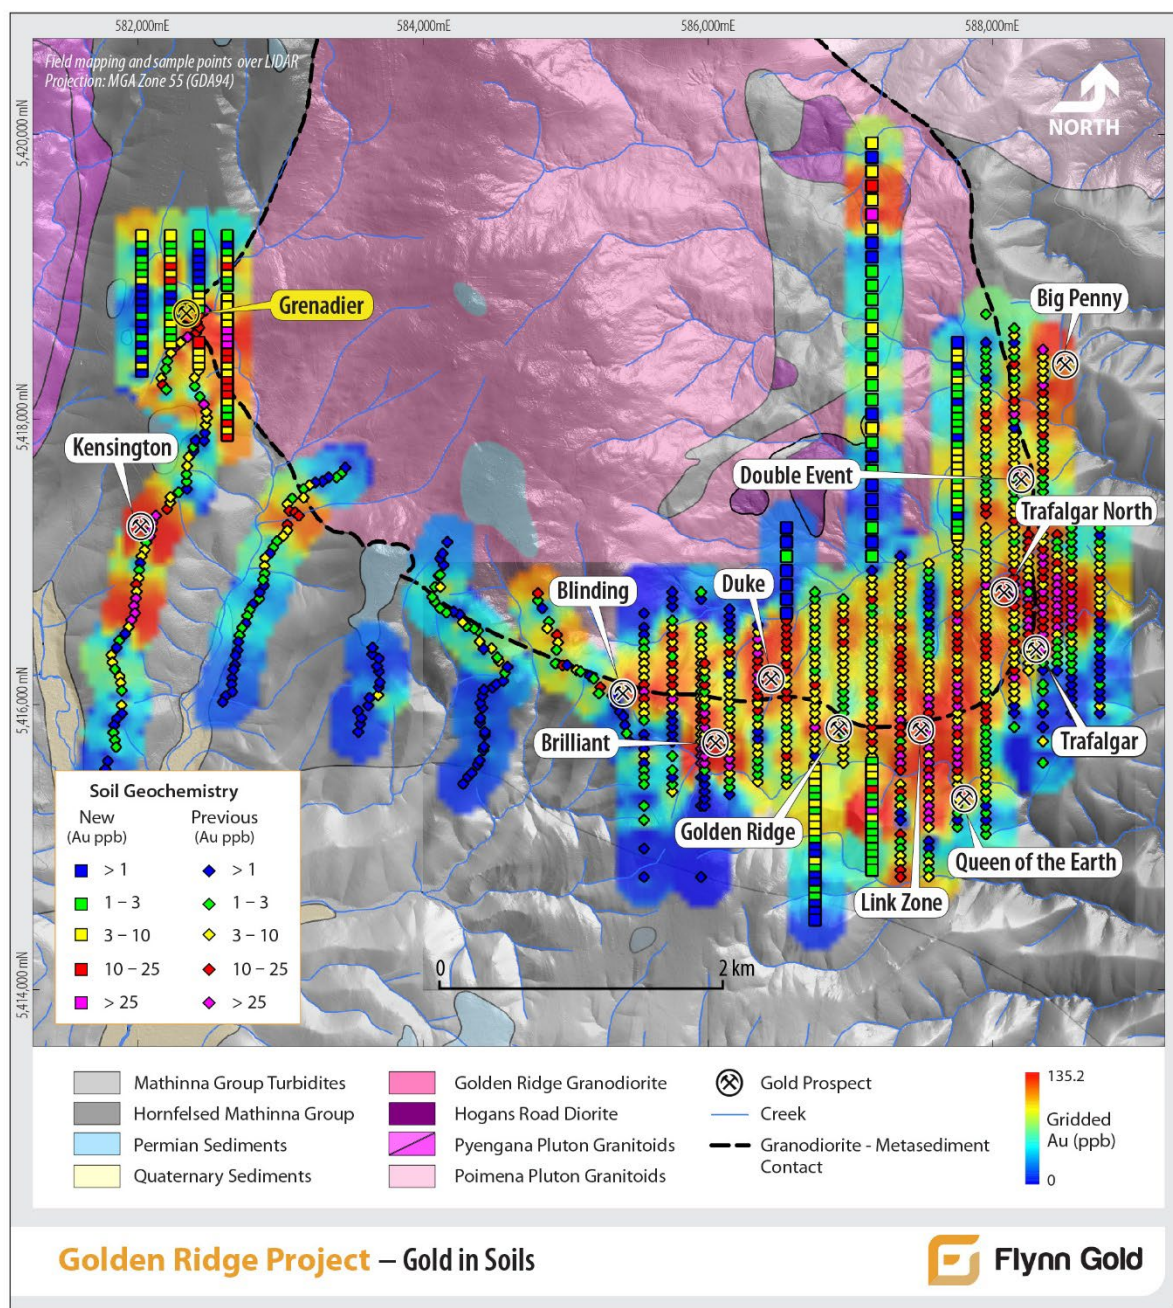 582,000mE
584,000mE
586,000mE
588,000mE
Field mapping and sample points over LIDAR
Projection: MGA Zone 55 (GDA94)
NORTH
5,420,000 mN
5,418,000 mN
5,416,000 mN
5,414,000 mN
Big Penny
Grenadier
Kensington
Double Event
Trafalgar North
Blinding
Duke
Brilliant
Trafalgar
Golden Ridge
Queen of the Earth
Link Zone
Soil Geochemistry
New Previous
(Au ppb) (Au ppb)
> 1 > 1
1 – 3 1 – 3
3 – 10 3 – 10
10 – 25 10 – 25
> 25 > 25
0 2 km
Mathinna Group Turbidites
Hornfelsed Mathinna Group
Permian Sediments
Quaternary Sediments
Golden Ridge Granodiorite
Hogans Road Diorite
Pyengana Pluton Granitoids
Poimena Pluton Granitoids
Gold Prospect
Creek
Granodiorite - Metasediment
Contact
135.2
Gridded
Au (ppb)
0
Golden Ridge Project – Gold in Soils
Flynn Gold